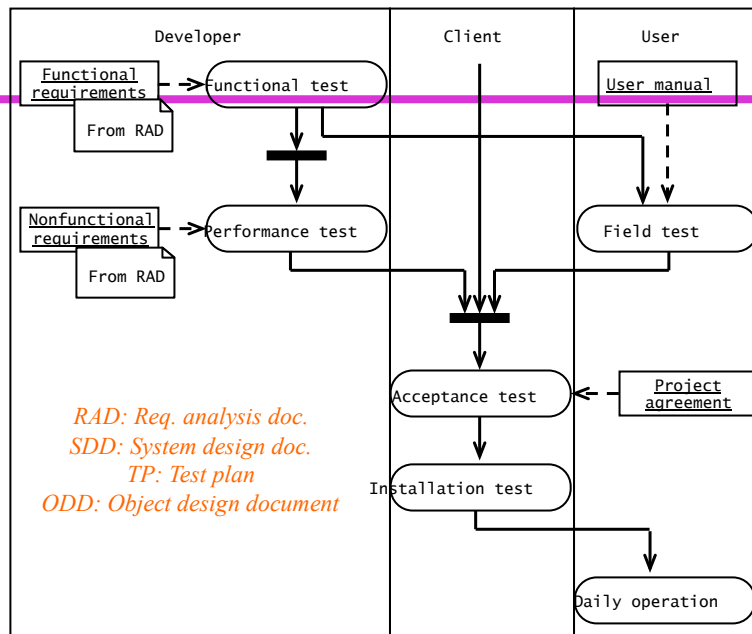 Developer
Client
User
Functional
requirements
From RAD
Functional test
User manual
Nonfunctional
requirements
From RAD
Performance test
Field test
Acceptance test
Project
agreement
RAD: Req. analysis doc.
SDD: System design doc.
TP: Test plan
ODD: Object design document
Installation test
Daily operation